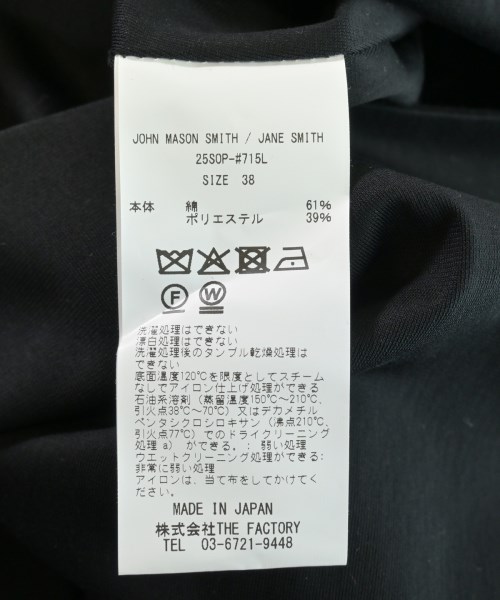 JOHN MASON SMITH / JANE SMITH
25SOP-#715L
SIZE 38
本体 綿 61%
ポリエステル 39%
F W
洗濯処理はできない
漂白処理はできない
洗濯処理後のタンブル乾燥処理は
できない
底面温度120℃を限度としてスチーム
なしでアイロン仕上げ処理ができる
石油系溶剤（蒸留温度150℃～210℃、
引火点38℃～70℃）又はデカメチル
ペンタシクロシロキサン（沸点210℃、
引火点77℃）でのドライクリーニング
処理 a） ができる。：弱い処理
ウエットクリーニング処理ができる：
非常に弱い処理
アイロンは、当て布をしてかけてく
ださい。
MADE IN JAPAN
株式会社THE FACTORY
TEL 03-6721-9448